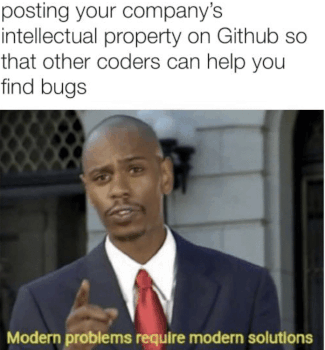 posting your company's
intellectual property on Github so
that other coders can help you
find bugs
Modern problems require modern solutions